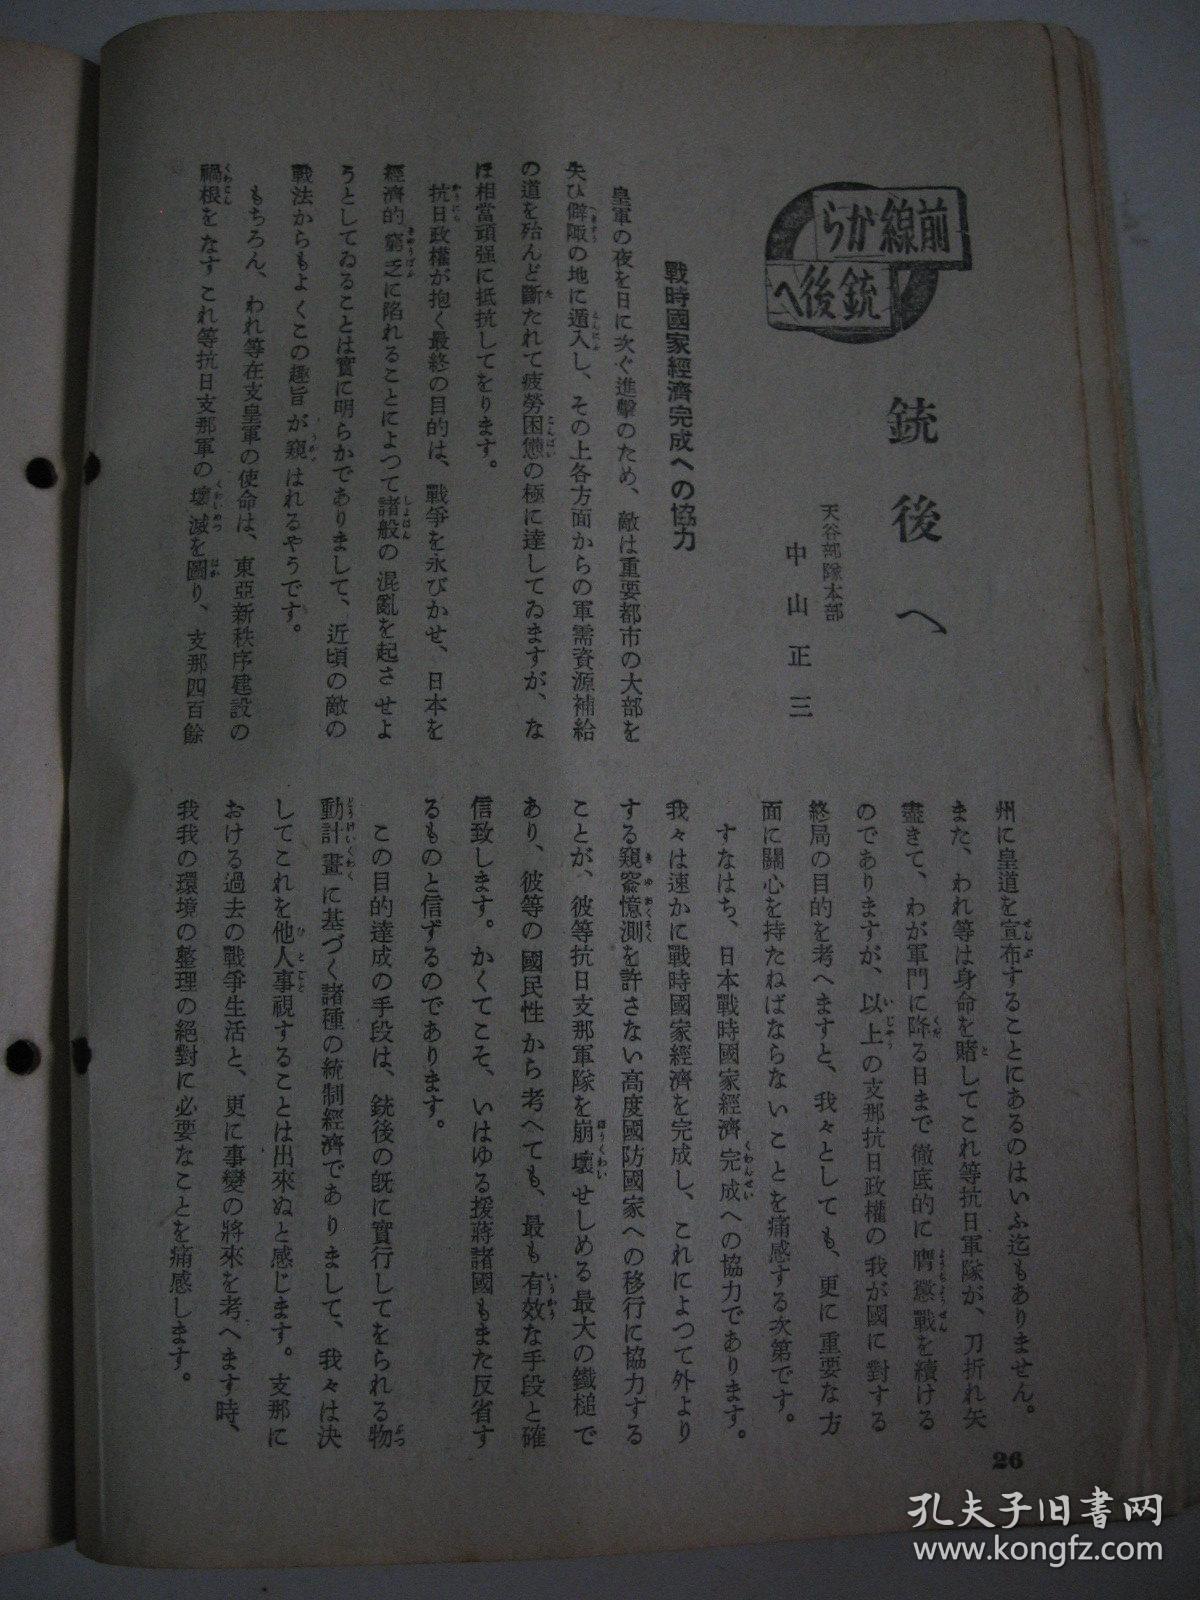 前線から
銃後へ
銃後へ
天谷部隊本部
中山正三
戰時國家經濟完成への協力
皇軍の夜を日に次ぐ進擊のため、敵は重要都市の大部を
失ひ僻陬の地に遁入し、その上各方面からの軍需資源補給
の道を殆んど斷たれて疲勞困憊の極に達してゐますが、な
ほ相當頑强に抵抗してをります。
抗日政權が抱く最終の目的は、戰爭を永びかせ、日本を
經濟的窮乏に陷れることによつて諸般の混亂を起させよ
うとしてゐることは實に明らかでありまして、近頃の敵の
戰法からもよくこの趣旨が窺はれるやうです。
もちろん、われ等在支皇軍の使命は、東亞新秩序建設の
禍根をなすこれ等抗日支那軍の壞滅を圖り、支那四百餘
州に皇道を宣布することにあるのはいふ迄もありません。
また、われ等は身命を賭してこれ等抗日軍隊が、刀折れ矢
盡きて、わが軍門に降る日まで徹底的に膺懲戰を續ける
のでありますが、以上の支那抗日政權の我が國に對する
終局の目的を考へますと、我々としても、更に重要な方
面に關心を持たねばならないことを痛感する次第です。
すなはち、日本戰時國家經濟完成への協力であります。
我々は速かに戰時國家經濟を完成し、これによつて外より
する窺窬憶測を許さない高度國防國家への移行に協力する
ことが、彼等抗日支那軍隊を崩壞せしめる最大の鐵槌で
あり、彼等の國民性から考へても、最も有效な手段と確
信致します。かくてこそ、いはゆる援蔣諸國もまた反省す
るものと信ずるのであります。
この目的達成の手段は、銃後の既に實行してをられる物
動計畫に基づく諸種の統制經濟でありまして、我々は決
してこれを他人事視することは出來ぬと感じます。支那に
おける過去の戰爭生活と、更に事變の將來を考へます時、
我我の環境の整理の絕對に必要なことを痛感します。
26
孔夫子旧书网
www.kongfz.com